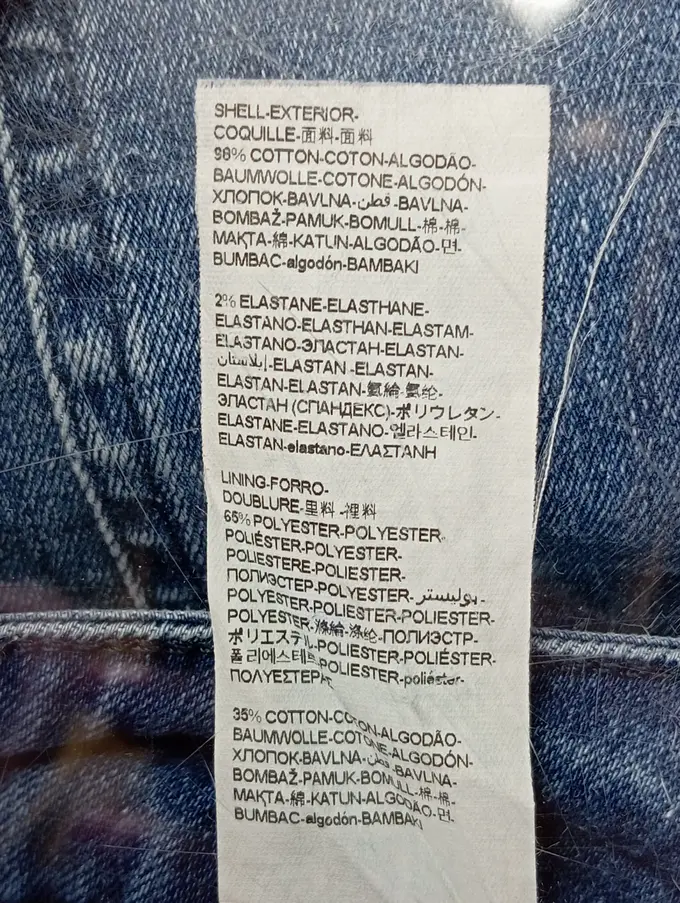 SHELL-EXTERIOR-
COQUILLE-面料-面料
98% COTTON-COTON-ALGODÃO-
BAUMWOLLE-COTONE-ALGODÓN-
ХЛОПОК-BAVLNA-قطن-BAVLNA-
BOMBAŽ-PAMUK-BOMULL-棉-棉-
МАҚТА-綿-KATUN-ALGODÃO-면-
BUMBAC-algodón-BAMBAKI
2% ELASTANE-ELASTHANE-
ELASTANO-ELASTHAN-ELASTAM-
ELASTANO-ЭЛАСТАН-ELASTAN-
إيلاستان-ELASTAN -ELASTAN-
ELASTAN-ELASTAN-氨綸-氨纶-
ЭЛАСТАН (СПАНДЕКС)-ポリウレタン-
ELASTANE-ELASTANO-엘라스테인-
ELASTAN-elastano-ΕΛΑΣΤΑΝΗ
LINING-FORRO-
DOUBLURE-里料-裡料
65% POLYESTER-POLYESTER-
POLIÉSTER-POLYESTER-
POLIESTERE-POLIESTER-
ПОЛИЭСТЕР-POLYESTER-بوليستر-
POLYESTER-POLIESTER-POLIESTER-
POLYESTER-滌綸-涤纶-ПОЛИЭСТР-
ポリエステル-POLIESTER-POLIÉSTER-
폴리에스테르-POLIESTER-poliéster-
ΠΟΛΥΕΣΤΕΡΑΣ
35% COTTON-COTON-ALGODÃO-
BAUMWOLLE-COTONE-ALGODÓN-
ХЛОПОК-BAVLNA-قطن-BAVLNA-
BOMBAŽ-PAMUK-BOMULL-棉-棉-
МАҚТА-綿-KATUN-ALGODÃO-면-
BUMBAC-algodón-BAMBAKI